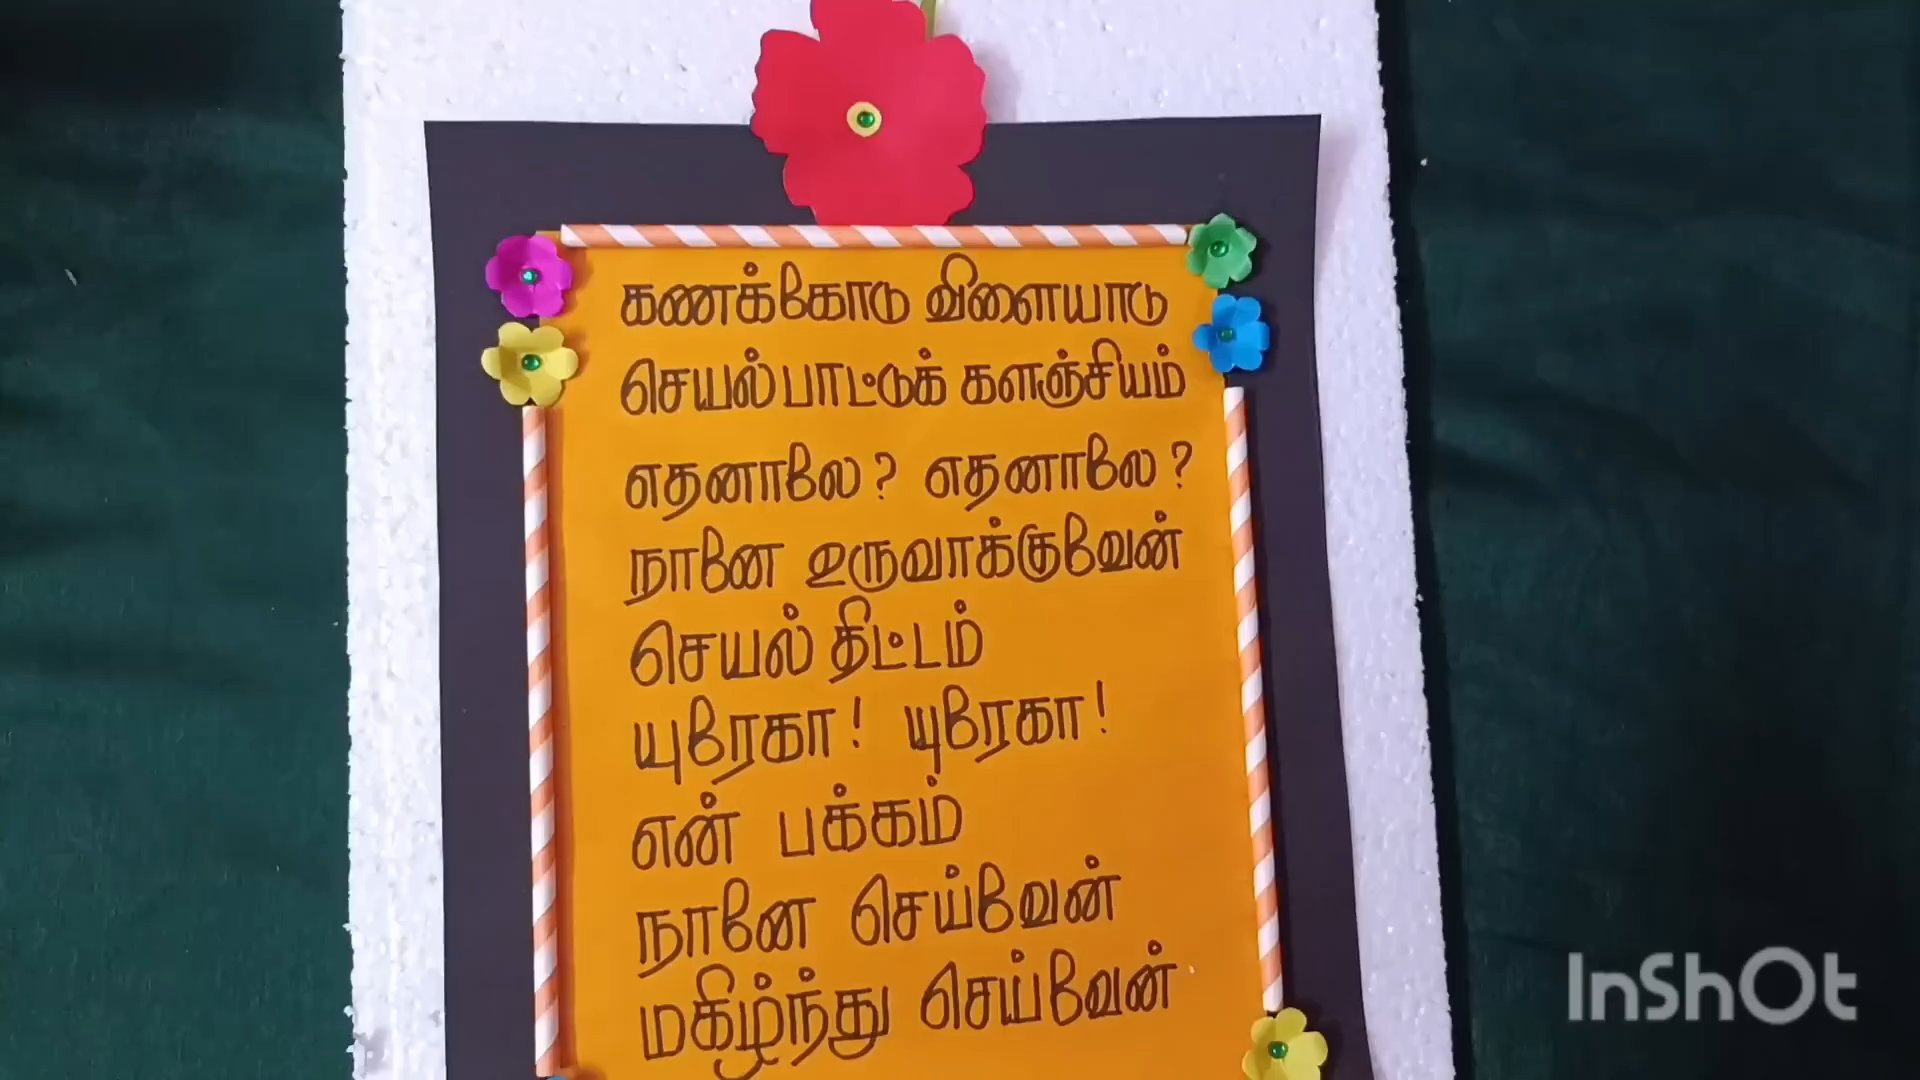 கணக்கோடு விளையாடு
செயல்பாட்டுக் களஞ்சியம்
எதனாலே? எதனாலே?
நானே உருவாக்குவேன்
செயல் திட்டம்
யுரேகா! யுரேகா!
என் பக்கம்
நானே செய்வேன்
மகிழ்ந்து செய்வேன்
InShOt